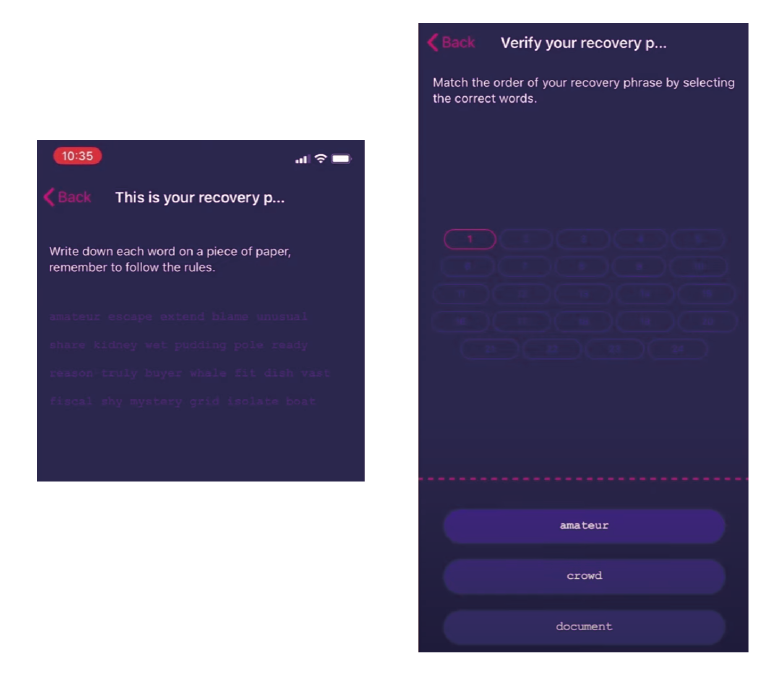 10:35
Back This is your recovery p...
Write down each word on a piece of paper,
remember to follow the rules.
amateur escape extend blame unusual
kidney wet pudding pole ready
reason truly buyer whale fit dish vast
fiscal shy mystery grid isolate boat
Back Verify your recovery p...
Match the order of your recovery phrase by selecting
the correct words.
1
amateur
crowd
document